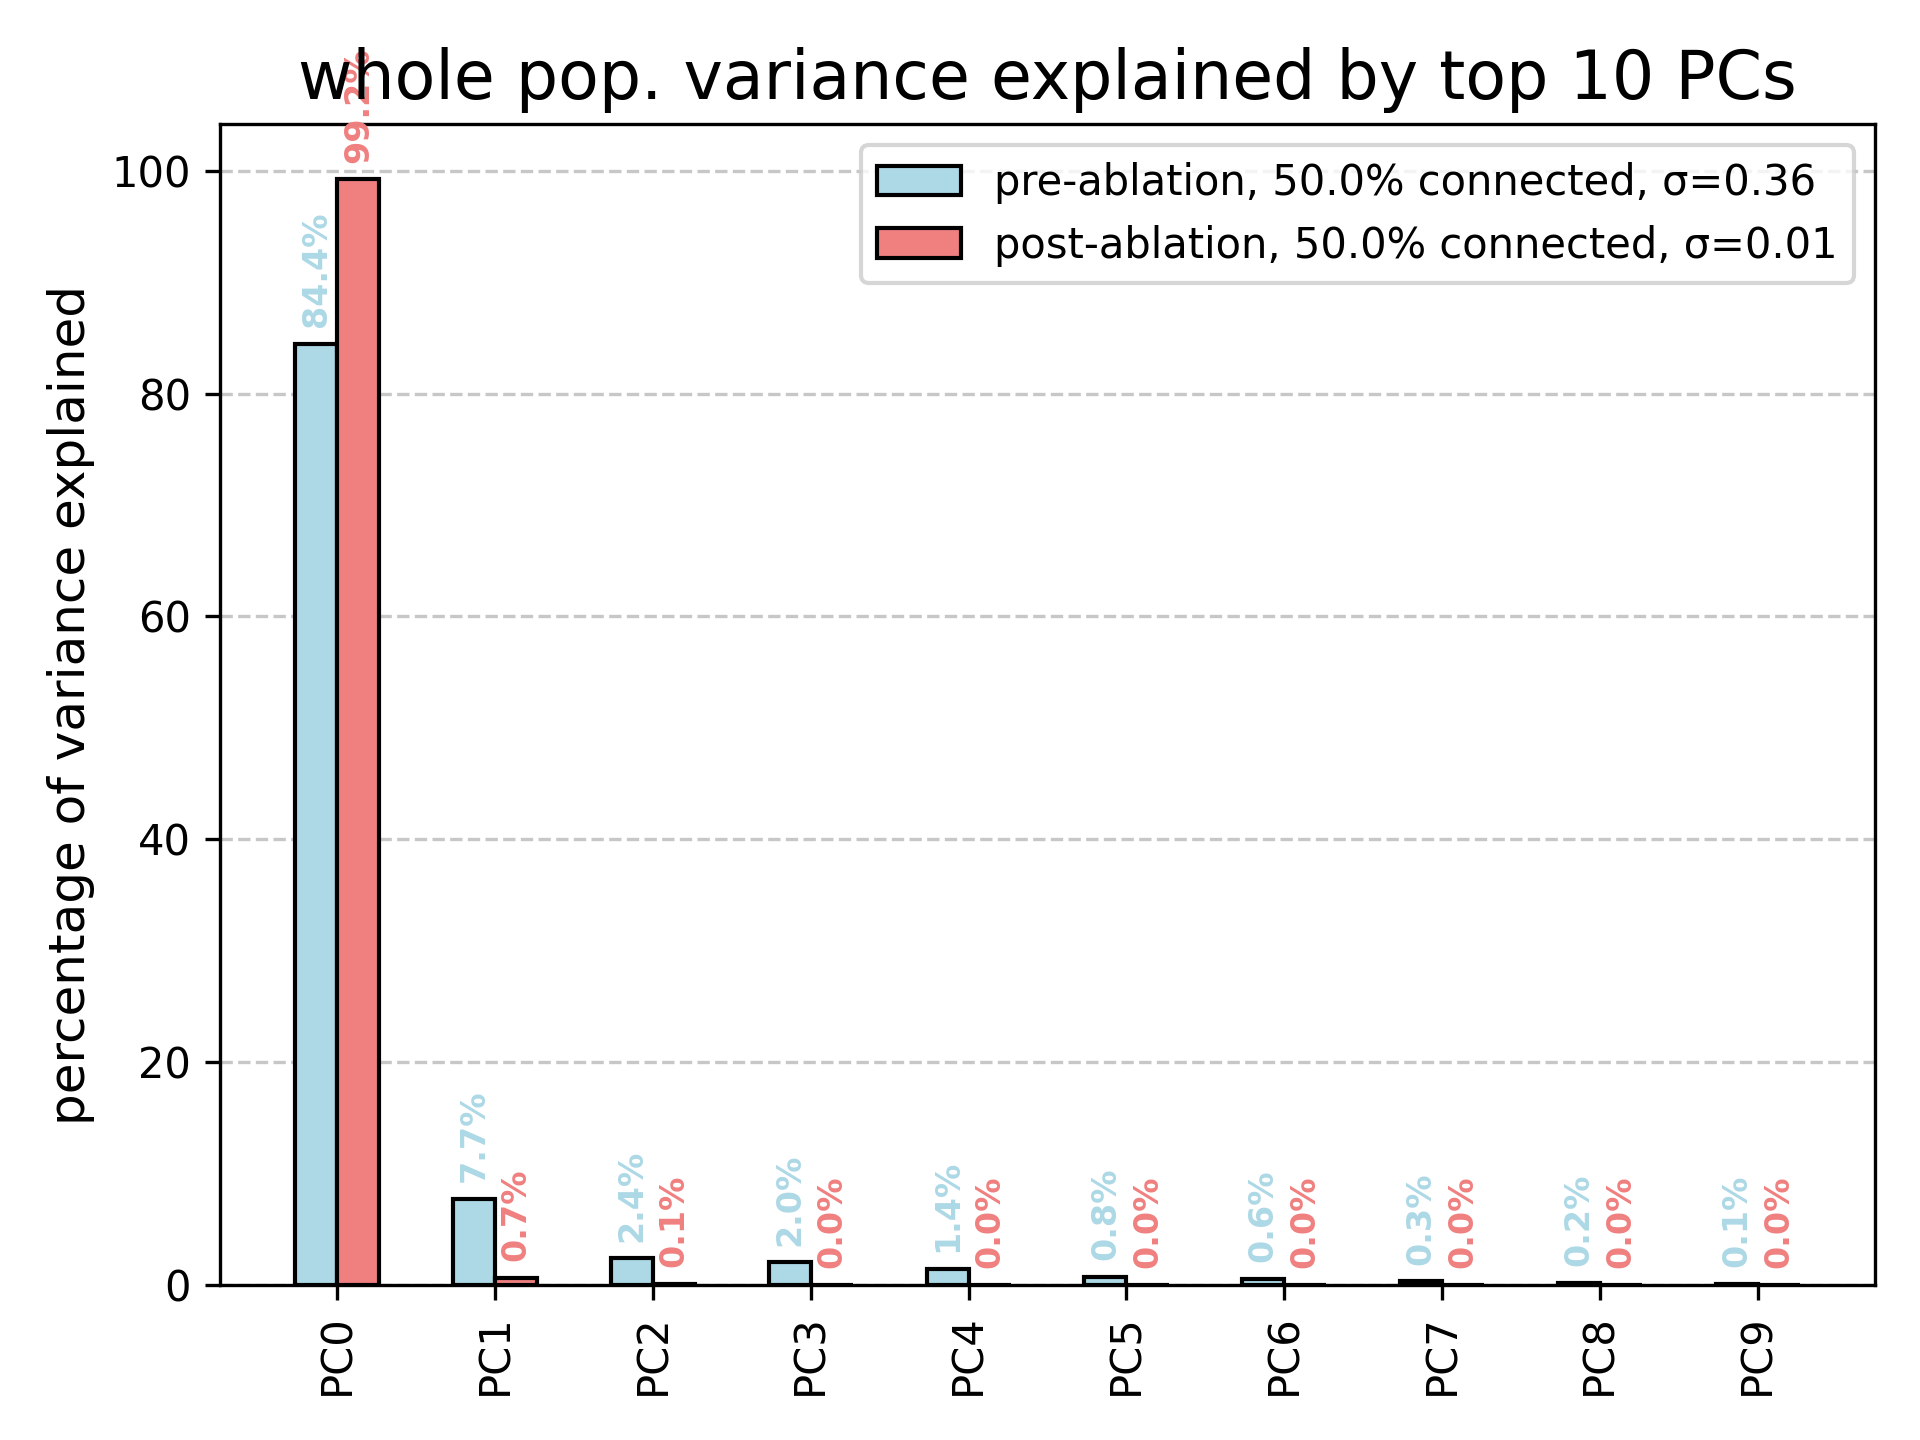 whole pop. variance explained by top 10 PCs
percentage of variance explained
100
80
60
40
20
0
pre-ablation, 50.0% connected, σ=0.36
post-ablation, 50.0% connected, σ=0.01
84.4%
99.2%
7.7%
0.7%
2.4%
0.1%
2.0%
0.0%
1.4%
0.0%
0.8%
0.0%
0.6%
0.0%
0.3%
0.0%
0.2%
0.0%
0.1%
0.0%
PC0
PC1
PC2
PC3
PC4
PC5
PC6
PC7
PC8
PC9